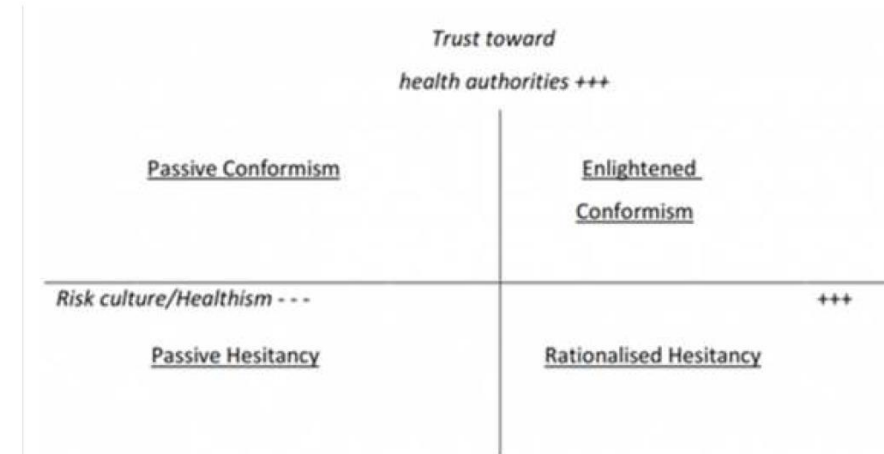 Trust toward
health authorities +++
Passive Conformism
Enlightened
Conformism
Risk culture/Healthism - - -
+++
Passive Hesitancy
Rationalised Hesitancy